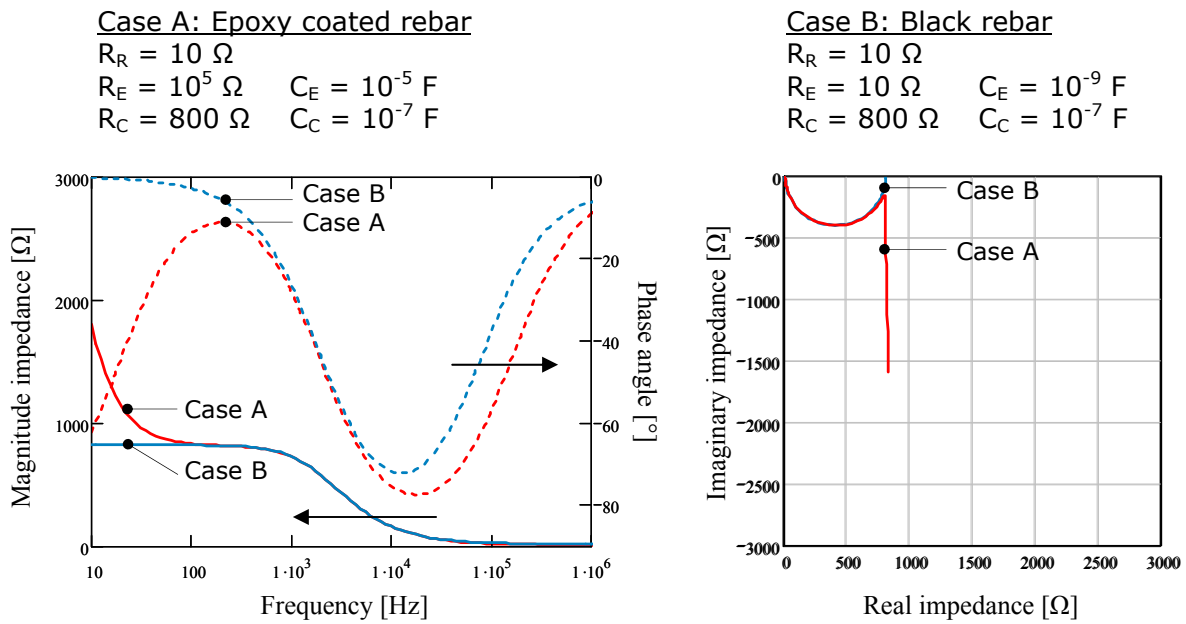 Case A: Epoxy coated rebar
R_R = 10 Ω
R_E = 10^5 Ω C_E = 10^-5 F
R_C = 800 Ω C_C = 10^-7 F
Case B: Black rebar
R_R = 10 Ω
R_E = 10 Ω C_E = 10^-9 F
R_C = 800 Ω C_C = 10^-7 F
Magnitude impedance [Ω]
3000
2000
1000
0
Case B
Case A
Case A
Case B
0
−20
−40
−60
−80
Phase angle [°]
10
100
1·10^3
1·10^4
1·10^5
1·10^6
Frequency [Hz]
Imaginary impedance [Ω]
0
−500
−1000
−1500
−2000
−2500
−3000
Case B
Case A
0
500
1000
1500
2000
2500
3000
Real impedance [Ω]